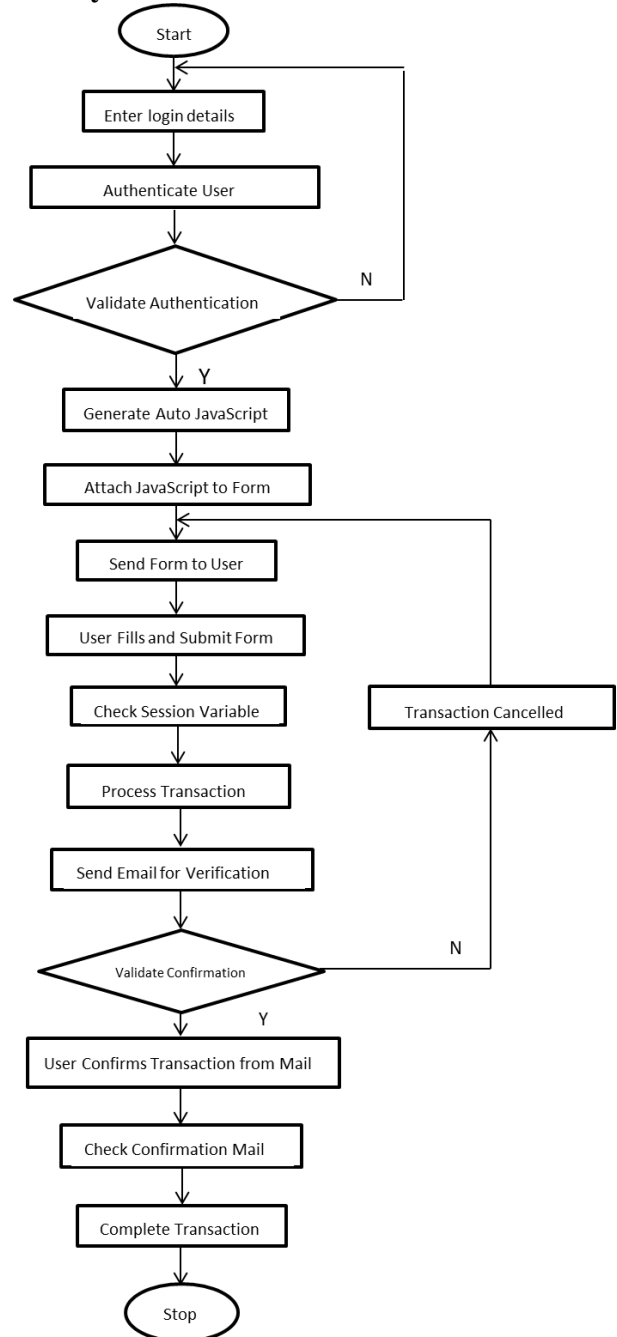 Start
Enter login details
Authenticate User
Validate Authentication
N
Y
Generate Auto JavaScript
Attach JavaScript to Form
Send Form to User
User Fills and Submit Form
Check Session Variable
Transaction Cancelled
Process Transaction
Send Email for Verification
Validate Confirmation
N
Y
User Confirms Transaction from Mail
Check Confirmation Mail
Complete Transaction
Stop